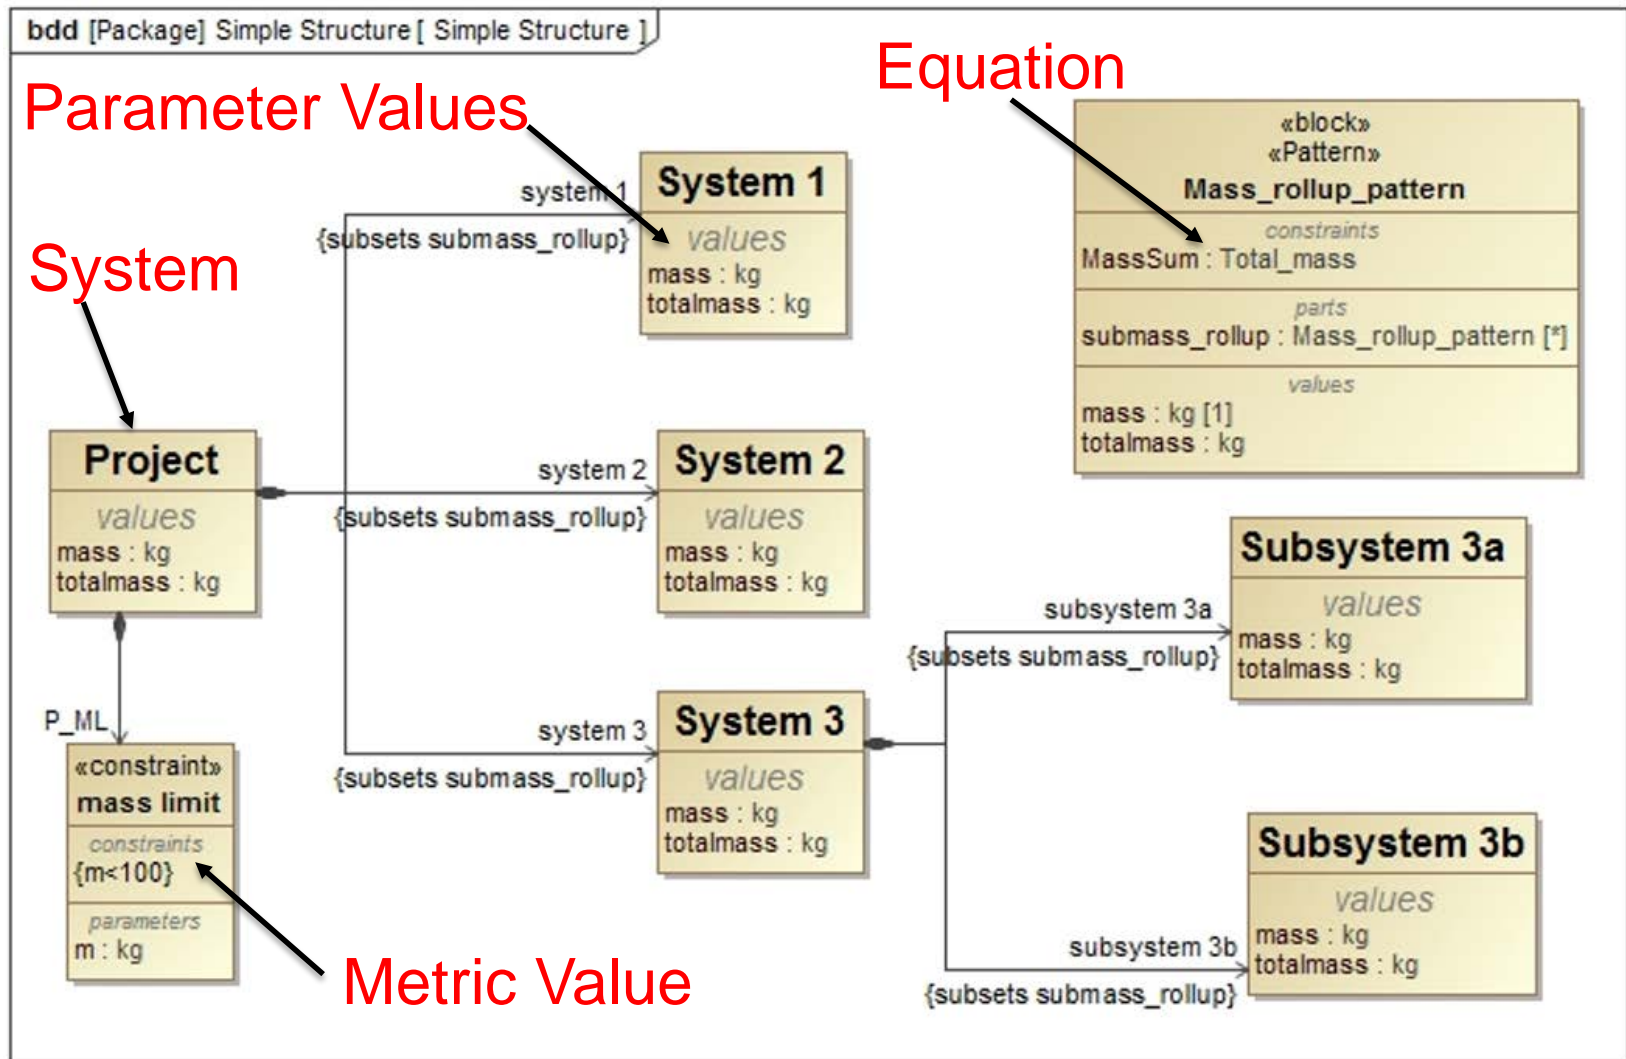 bdd [Package] Simple Structure [ Simple Structure ]
Parameter Values
Equation
System
Metric Value
system 1
{subsets submass_rollup}
System 1
values
mass : kg
totalmass : kg
«block»
«Pattern»
Mass_rollup_pattern
constraints
MassSum : Total_mass
parts
submass_rollup : Mass_rollup_pattern [*]
values
mass : kg [1]
totalmass : kg
Project
values
mass : kg
totalmass : kg
system 2
{subsets submass_rollup}
System 2
values
mass : kg
totalmass : kg
system 3
{subsets submass_rollup}
System 3
values
mass : kg
totalmass : kg
subsystem 3a
{subsets submass_rollup}
Subsystem 3a
values
mass : kg
totalmass : kg
subsystem 3b
{subsets submass_rollup}
Subsystem 3b
values
mass : kg
totalmass : kg
P_ML
«constraint»
mass limit
constraints
{m<100}
parameters
m : kg